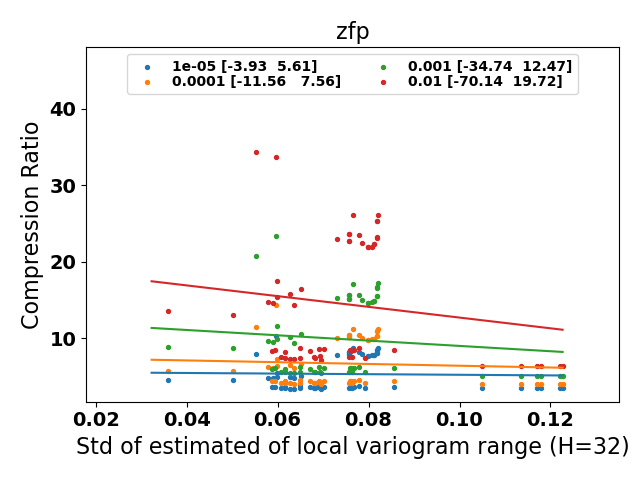 zfp
1e-05 [-3.93 5.61]
0.0001 [-11.56 7.56]
0.001 [-34.74 12.47]
0.01 [-70.14 19.72]
Compression Ratio
40
30
20
10
0.02 0.04 0.06 0.08 0.10 0.12
Std of estimated of local variogram range (H=32)